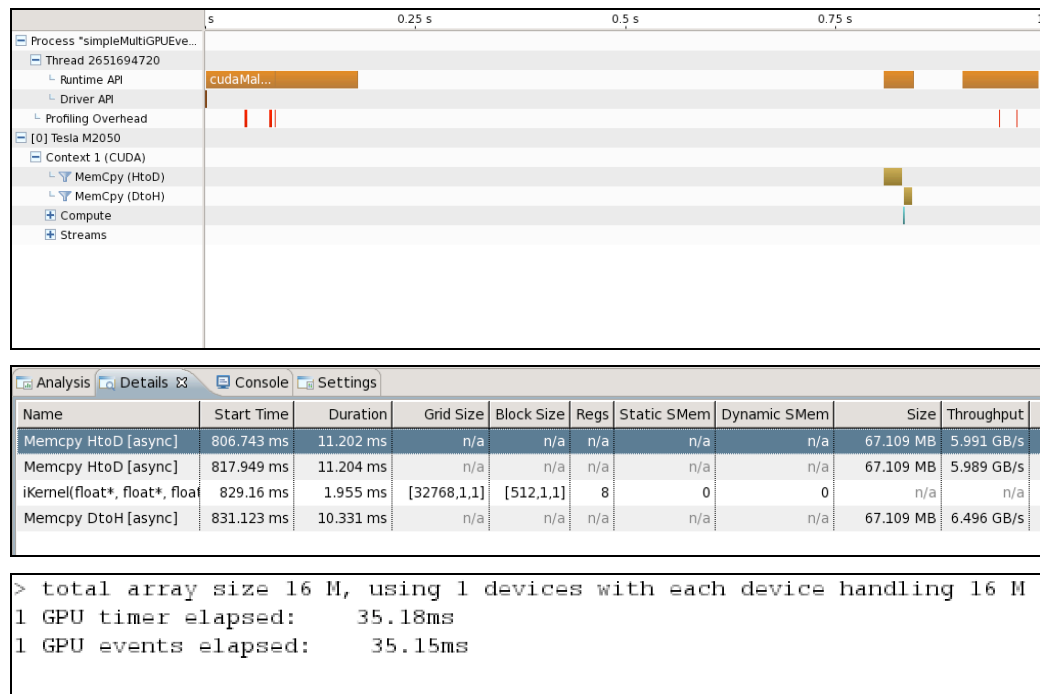 s 0.25 s 0.5 s 0.75 s 1
Process "simpleMultiGPUEve...
Thread 2651694720
Runtime API cudaMal...
Driver API
Profiling Overhead
[0] Tesla M2050
Context 1 (CUDA)
MemCpy (HtoD)
MemCpy (DtoH)
Compute
Streams
Analysis Details Console Settings
Name Start Time Duration Grid Size Block Size Regs Static SMem Dynamic SMem Size Throughput
Memcpy HtoD [async] 806.743 ms 11.202 ms n/a n/a n/a n/a n/a 67.109 MB 5.991 GB/s
Memcpy HtoD [async] 817.949 ms 11.204 ms n/a n/a n/a n/a n/a 67.109 MB 5.989 GB/s
iKernel(float*, float*, float 829.16 ms 1.955 ms [32768,1,1] [512,1,1] 8 0 0 n/a n/a
Memcpy DtoH [async] 831.123 ms 10.331 ms n/a n/a n/a n/a n/a 67.109 MB 6.496 GB/s
> total array size 16 M, using 1 devices with each device handling 16 M
1 GPU timer elapsed: 35.18ms
1 GPU events elapsed: 35.15ms